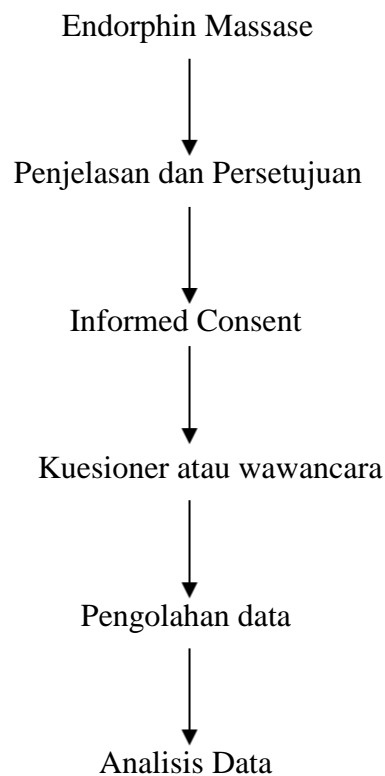 Endorphin Massase
Penjelasan dan Persetujuan
Informed Consent
Kuesioner atau wawancara
Pengolahan data
Analisis Data